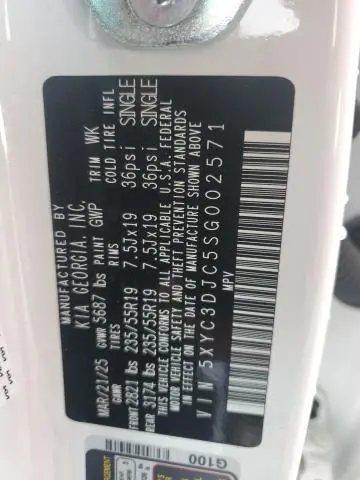 MANUFACTURED BY
KIA GEORGIA, INC.
MAR/21/25 GVWR 5687 lbs PAINT GWP TRIM WK
GAWR TIRES RIMS COLD TIRE INFL
FRONT 2821 lbs 235/55R19 7.5Jx19 36psi SINGLE
REAR 3174 lbs 235/55R19 7.5Jx19 36psi SINGLE
THIS VEHICLE CONFORMS TO ALL APPLICABLE U.S.A. FEDERAL
MOTOR VEHICLE SAFETY AND THEFT PREVENTION STANDARDS
IN EFFECT ON THE DATE OF MANUFACTURE SHOWN ABOVE
VIN 5XYC3DJC5SG002571
MPV
G100